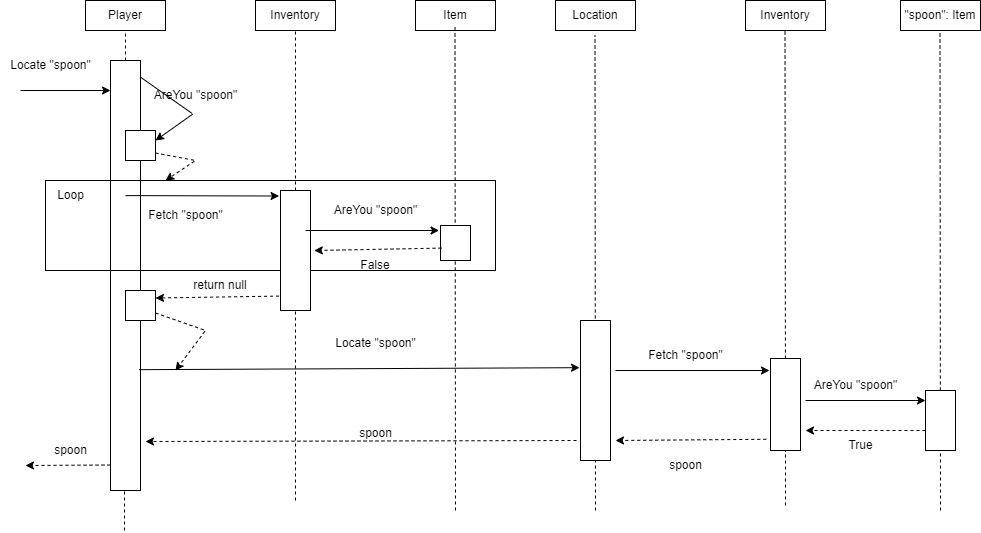 Player
Inventory
Item
Location
Inventory
"spoon": Item
Locate "spoon"
AreYou "spoon"
Loop
Fetch "spoon"
AreYou "spoon"
False
return null
Locate "spoon"
Fetch "spoon"
AreYou "spoon"
spoon
True
spoon
spoon